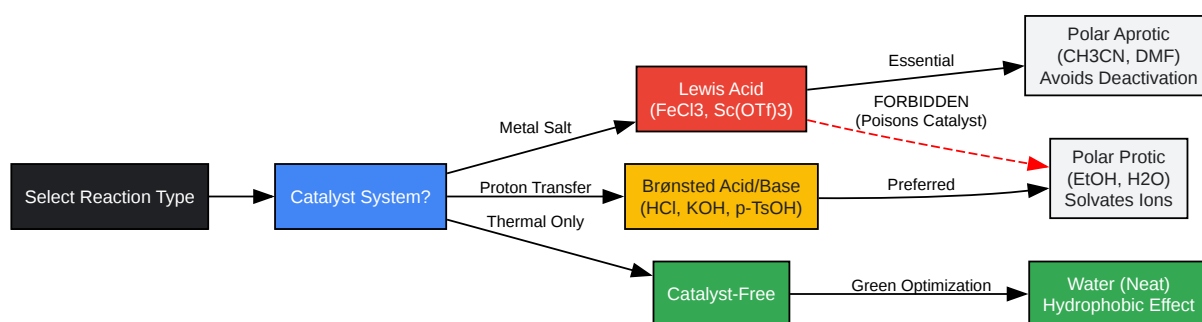 Select Reaction Type
Catalyst System?
Metal Salt
Proton Transfer
Thermal Only
Lewis Acid
(FeCl3, Sc(OTf)3)
Brønsted Acid/Base
(HCl, KOH, p-TsOH)
Catalyst-Free
Essential
FORBIDDEN
(Poisons Catalyst)
Preferred
Green Optimization
Polar Aprotic
(CH3CN, DMF)
Avoids Deactivation
Polar Protic
(EtOH, H2O)
Solvates Ions
Water (Neat)
Hydrophobic Effect